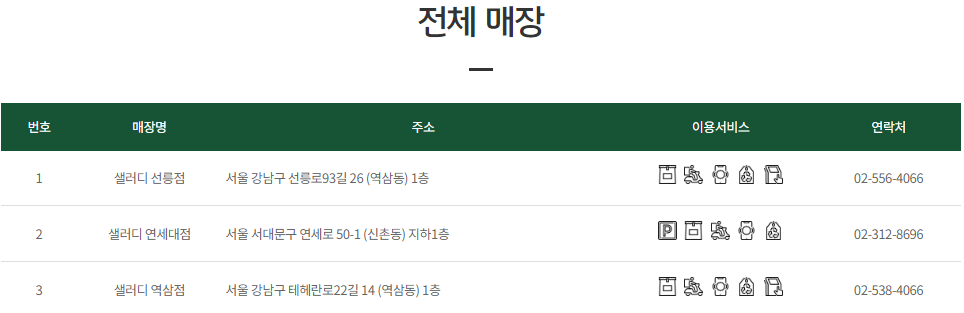 전체 매장
번호 매장명 주소 이용서비스 연락처
1 샐러디 선릉점 서울 강남구 선릉로93길 26 (역삼동) 1층 02-556-4066
2 샐러디 연세대점 서울 서대문구 연세로 50-1 (신촌동) 지하1층 P 02-312-8696
3 샐러디 역삼점 서울 강남구 테헤란로22길 14 (역삼동) 1층 02-538-4066